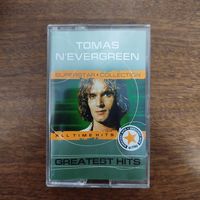 TOMAS
N'EVERGREEN
SUPERSTAR COLLECTION
ALL TIME HITS
GREATEST HITS